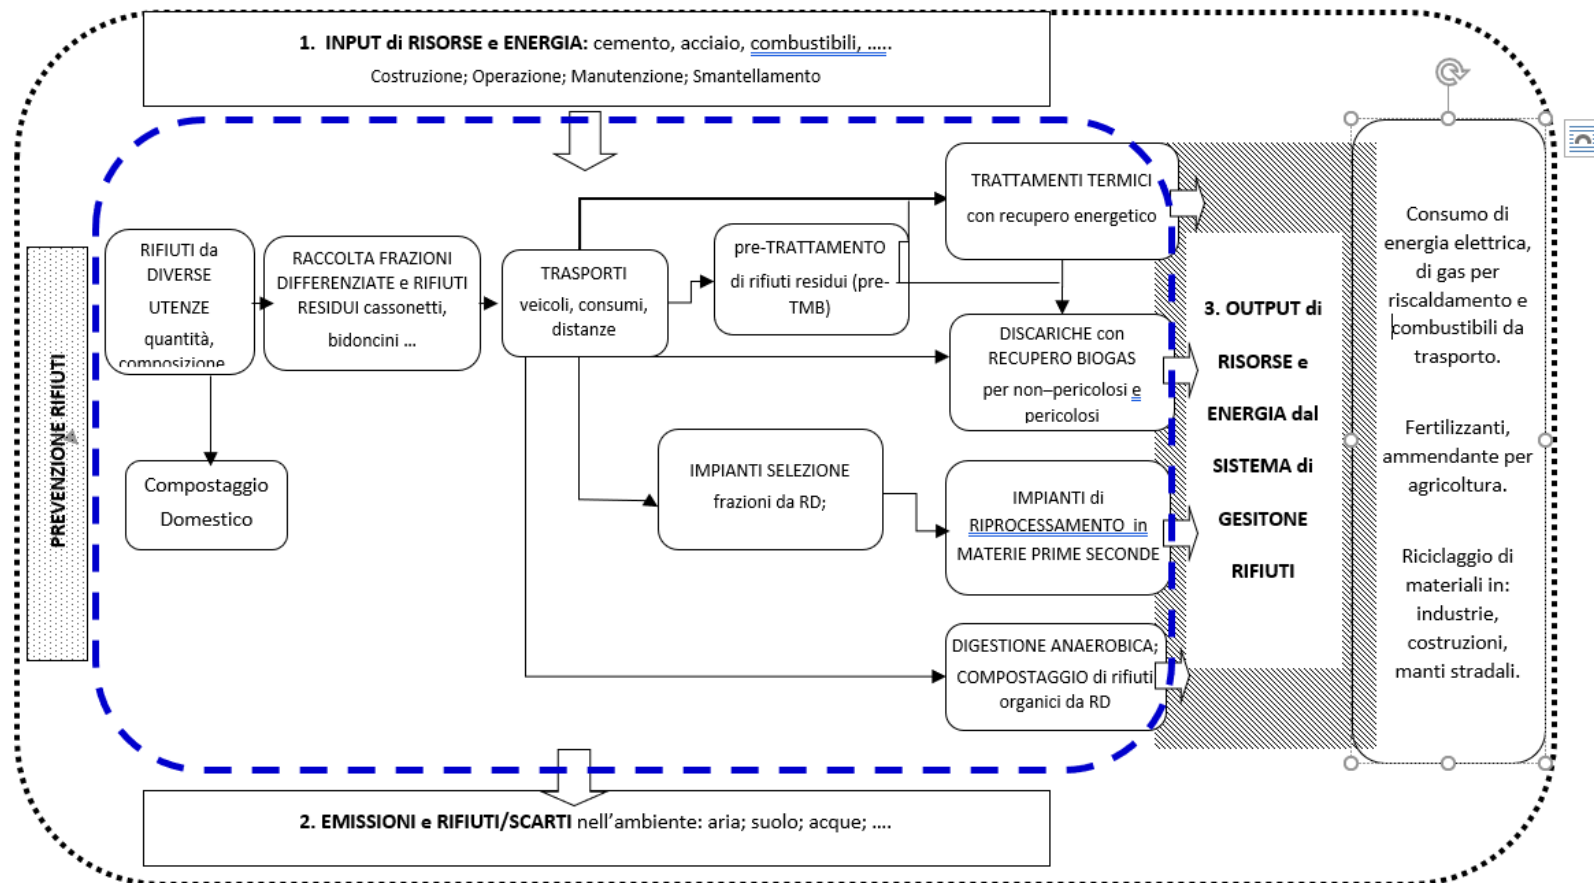 1. INPUT di RISORSE e ENERGIA: cemento, acciaio, combustibili, .....
Costruzione; Operazione; Manutenzione; Smantellamento
PREVENZIONE RIFIUTI
RIFIUTI da
DIVERSE
UTENZE
quantità,
composizione
RACCOLTA FRAZIONI
DIFFERENZIATE e RIFIUTI
RESIDUI cassonetti,
bidoncini ...
Compostaggio
Domestico
TRASPORTI
veicoli, consumi,
distanze
pre-TRATTAMENTO
di rifiuti residui (pre-
TMB)
IMPIANTI SELEZIONE
frazioni da RD;
TRATTAMENTI TERMICI
con recupero energetico
DISCARICHE con
RECUPERO BIOGAS
per non–pericolosi e
pericolosi
IMPIANTI di
RIPROCESSAMENTO in
MATERIE PRIME SECONDE
DIGESTIONE ANAEROBICA;
COMPOSTAGGIO di rifiuti
organici da RD
3. OUTPUT di
RISORSE e
ENERGIA dal
SISTEMA di
GESITONE
RIFIUTI
Consumo di
energia elettrica,
di gas per
riscaldamento e
combustibili da
trasporto.
Fertilizzanti,
ammendante per
agricoltura.
Riciclaggio di
materiali in:
industrie,
costruzioni,
manti stradali.
2. EMISSIONI e RIFIUTI/SCARTI nell'ambiente: aria; suolo; acque; ....